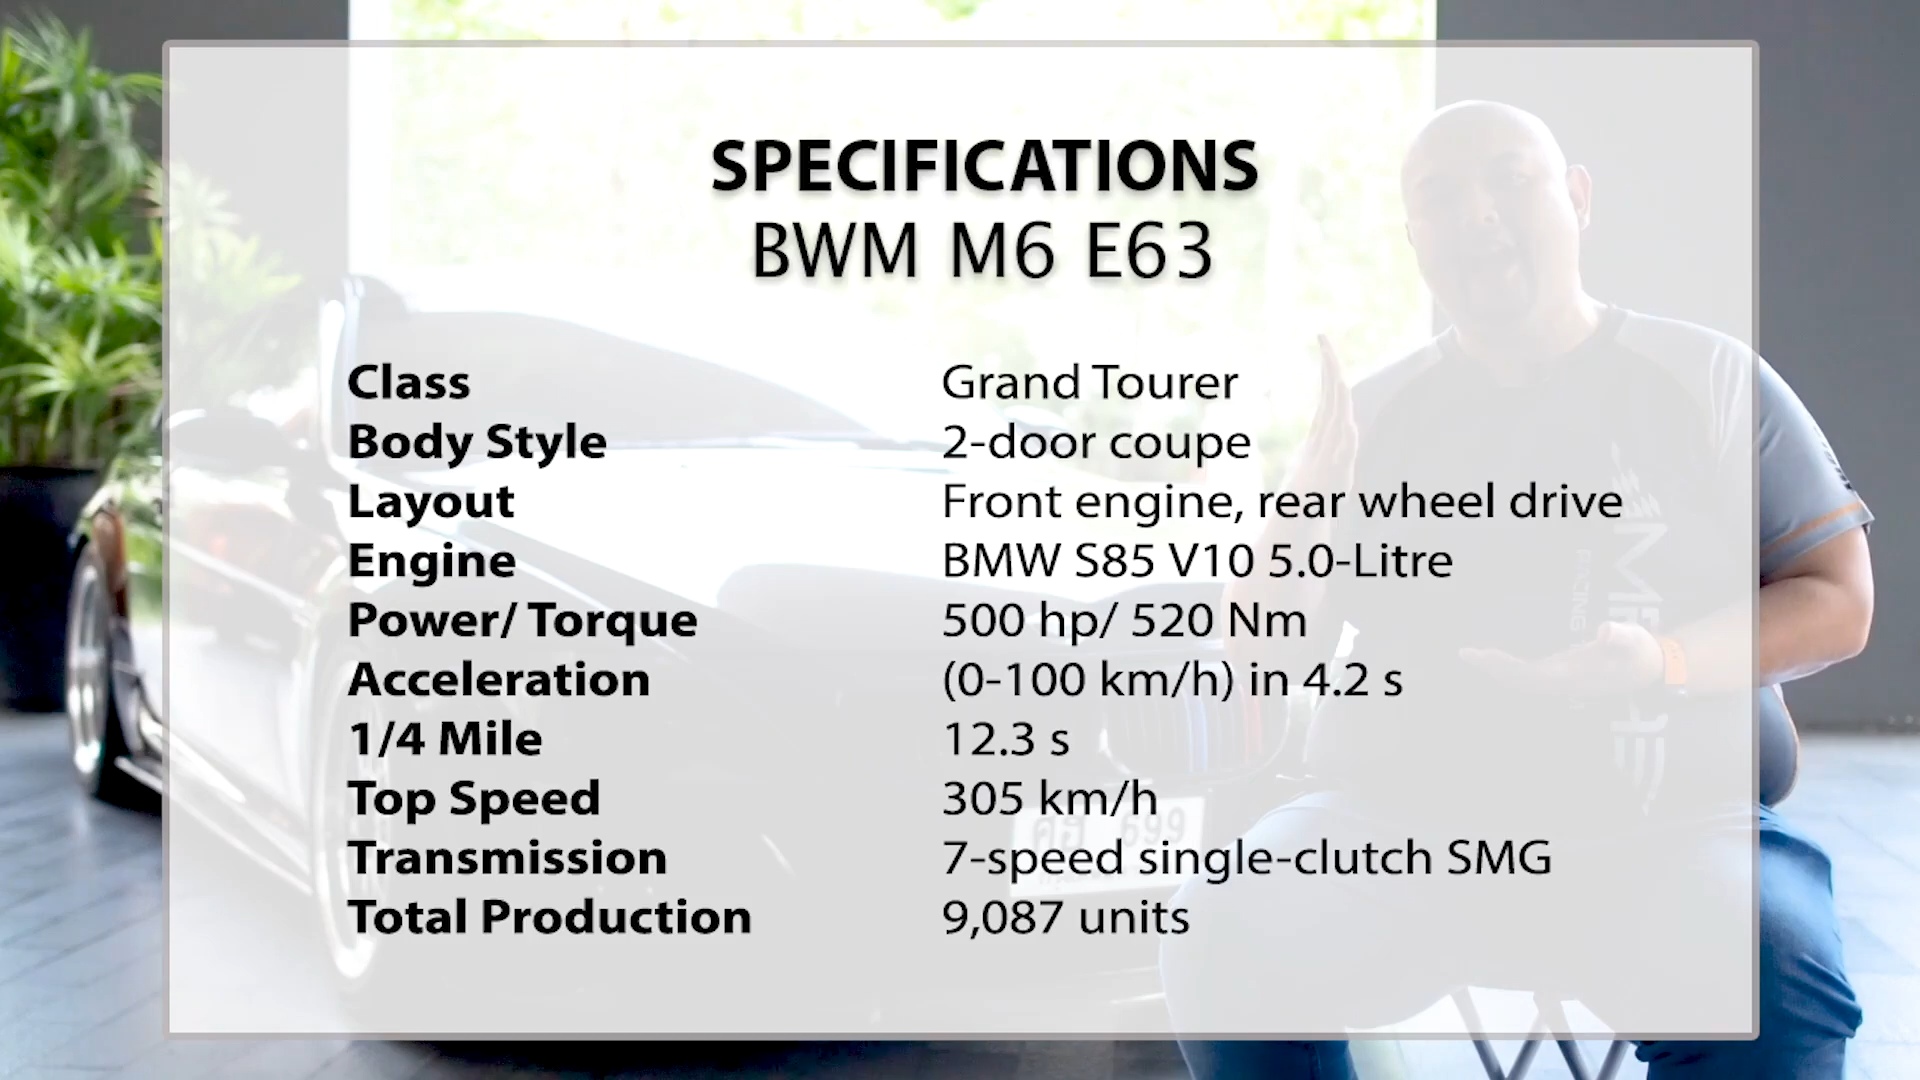 SPECIFICATIONS
BWM M6 E63
Class Grand Tourer
Body Style 2-door coupe
Layout Front engine, rear wheel drive
Engine BMW S85 V10 5.0-Litre
Power/ Torque 500 hp/ 520 Nm
Acceleration (0-100 km/h) in 4.2 s
1/4 Mile 12.3 s
Top Speed 305 km/h
Transmission 7-speed single-clutch SMG
Total Production 9,087 units
699
RACING